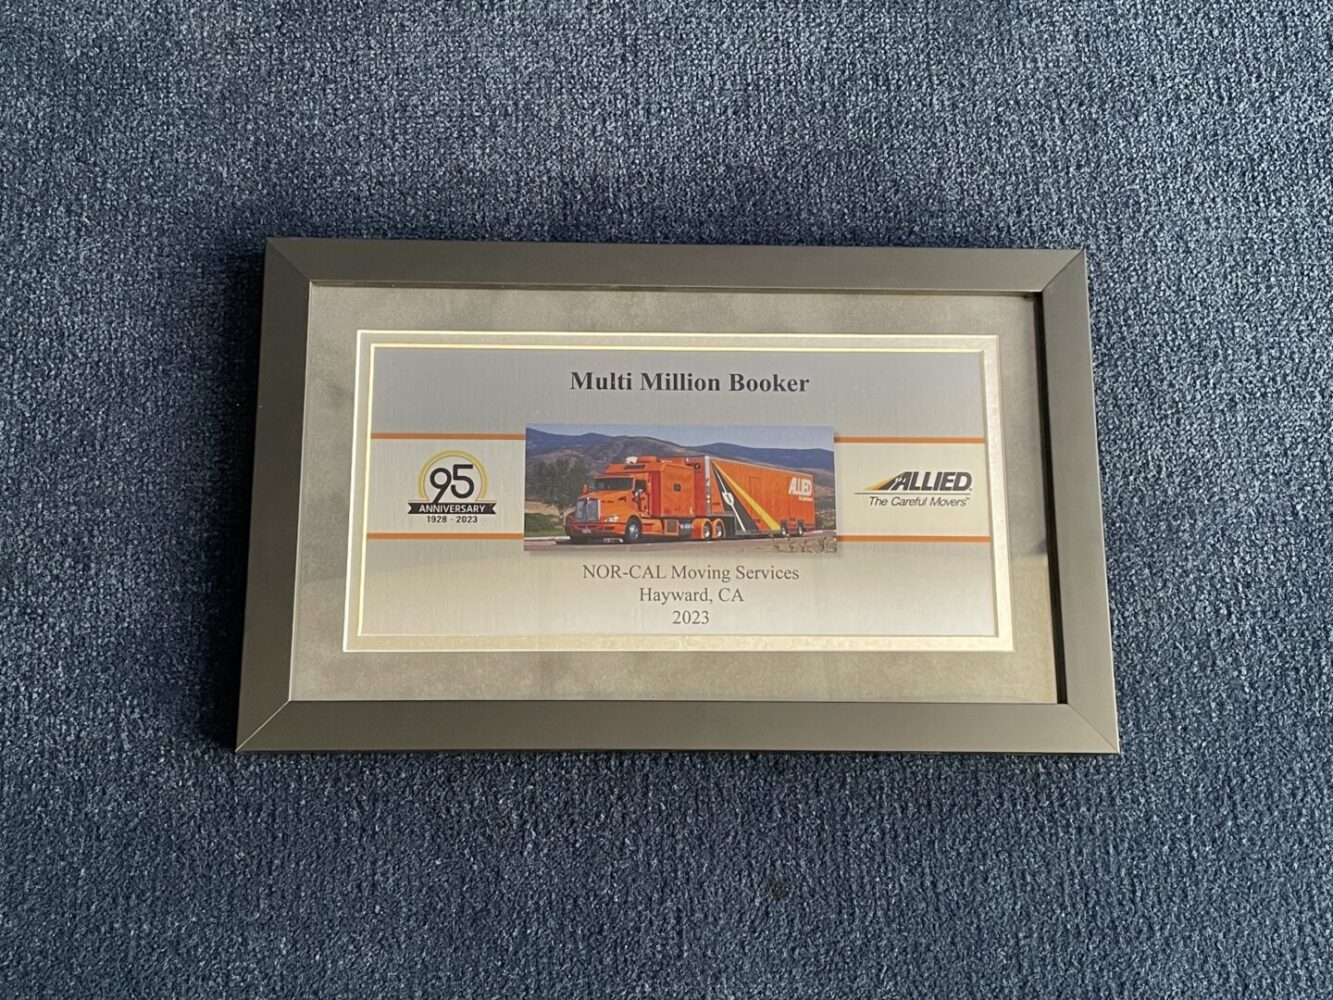 Multi Million Booker
95
ANNIVERSARY
1928 - 2023
ALLIED
ALLIED
The Careful Movers
NOR-CAL Moving Services
Hayward, CA
2023